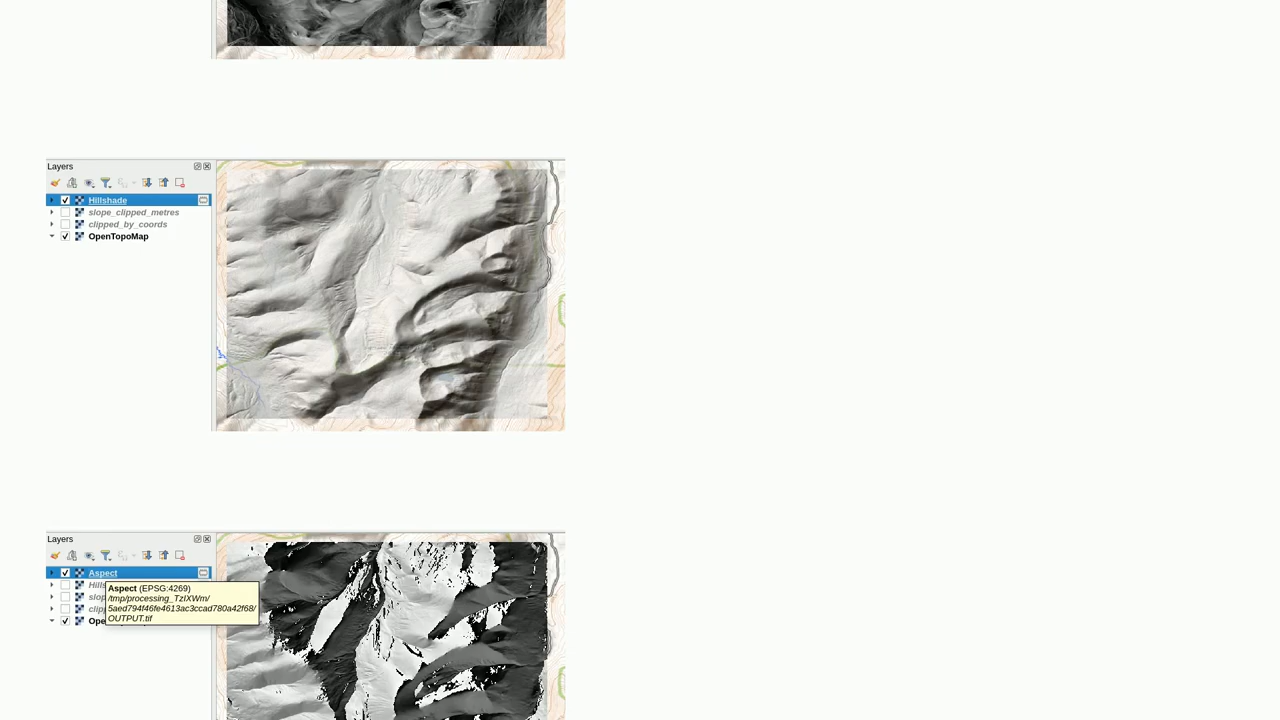 Layers
Hillshade
slope_clipped_metres
clipped_by_coords
OpenTopoMap
Layers
Aspect
Aspect (EPSG:4269)
/tmp/processing_TzIXWm/
5aed794f46fe4613ac3ccad780a42f68/
OUTPUT.tif